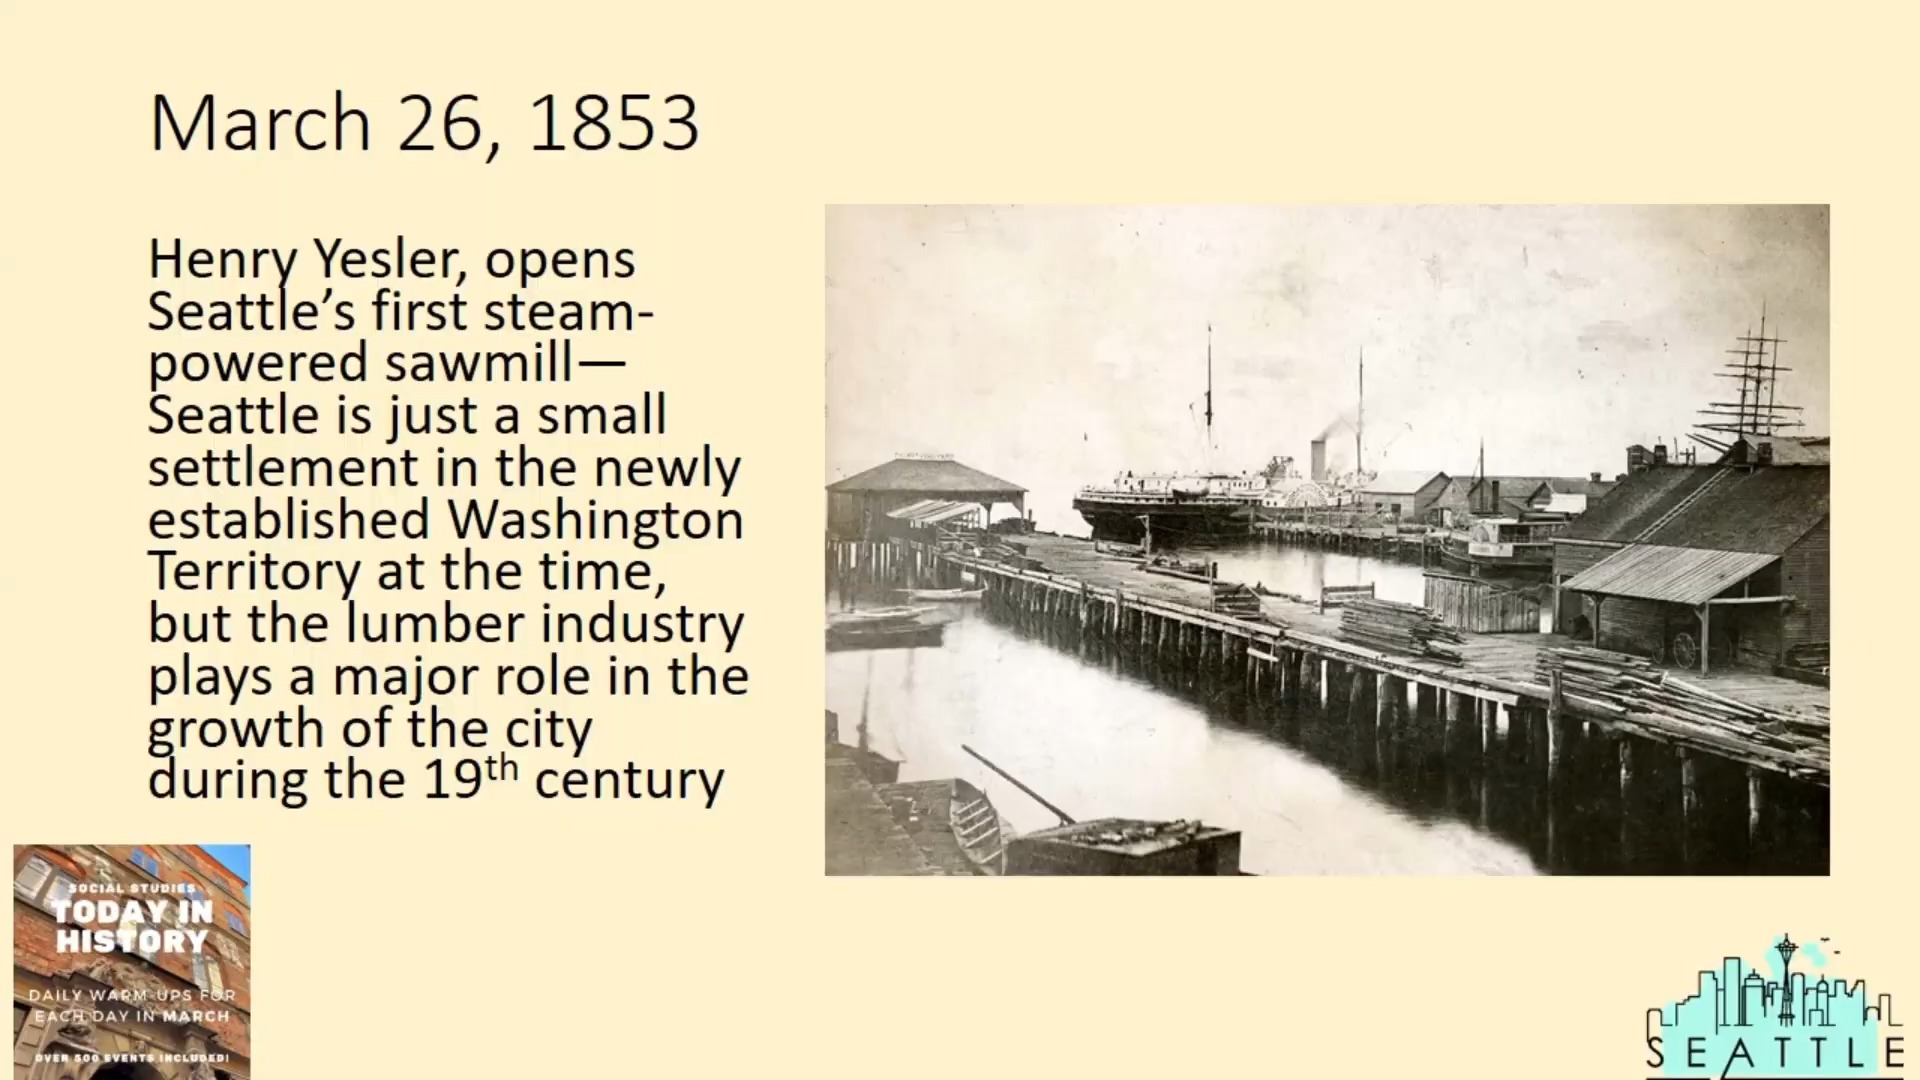 March 26, 1853
Henry Yesler, opens
Seattle’s first steam-
powered sawmill—
Seattle is just a small
settlement in the newly
established Washington
Territory at the time,
but the lumber industry
plays a major role in the
growth of the city
during the 19th century
SOCIAL STUDIES
TODAY IN
HISTORY
DAILY WARM-UPS FOR
EACH DAY IN MARCH
OVER 500 EVENTS INCLUDED!
SEATTLE